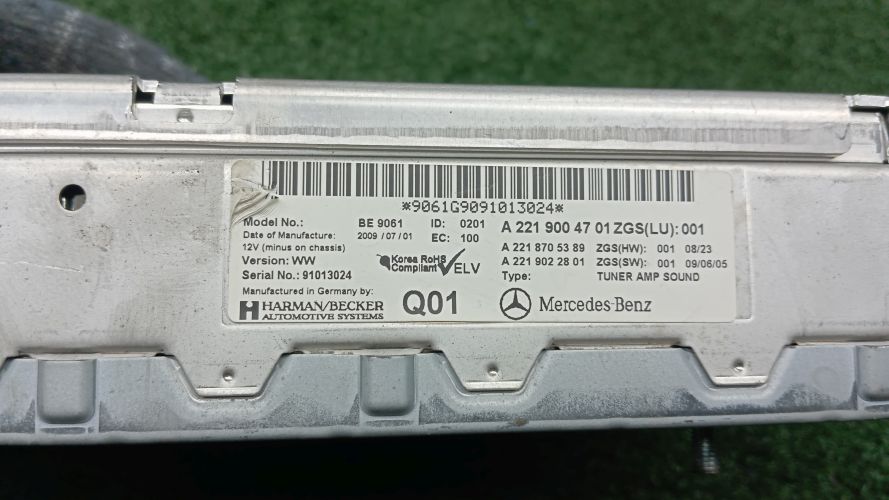 *9061G9091013024*
Model No.: BE 9061 ID: 0201 A 221 900 47 01 ZGS(LU): 001
Date of Manufacture: 2009 / 07 / 01 EC: 100
12V (minus on chassis) A 221 870 53 89 ZGS(HW): 001 08/23
Version: WW Korea RoHS Compliant ELV A 221 902 28 01 ZGS(SW): 001 09/06/05
Serial No.: 91013024 Type: TUNER AMP SOUND
Manufactured in Germany by:
HARMAN/BECKER Q01 Mercedes-Benz
AUTOMOTIVE SYSTEMS